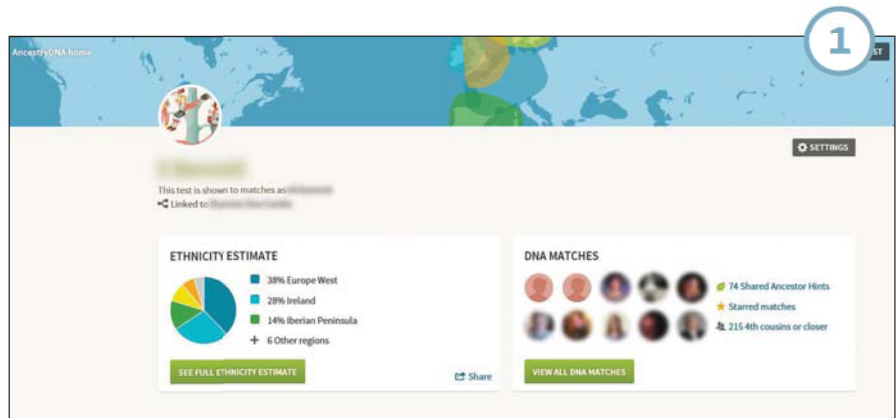 1
AncestryDNA home
ST
SETTINGS
This test is shown to matches as
Linked to
ETHNICITY ESTIMATE
38% Europe West
28% Ireland
14% Iberian Peninsula
+ 6 Other regions
SEE FULL ETHNICITY ESTIMATE
Share
DNA MATCHES
74 Shared Ancestor Hints
Starred matches
215 4th cousins or closer
VIEW ALL DNA MATCHES